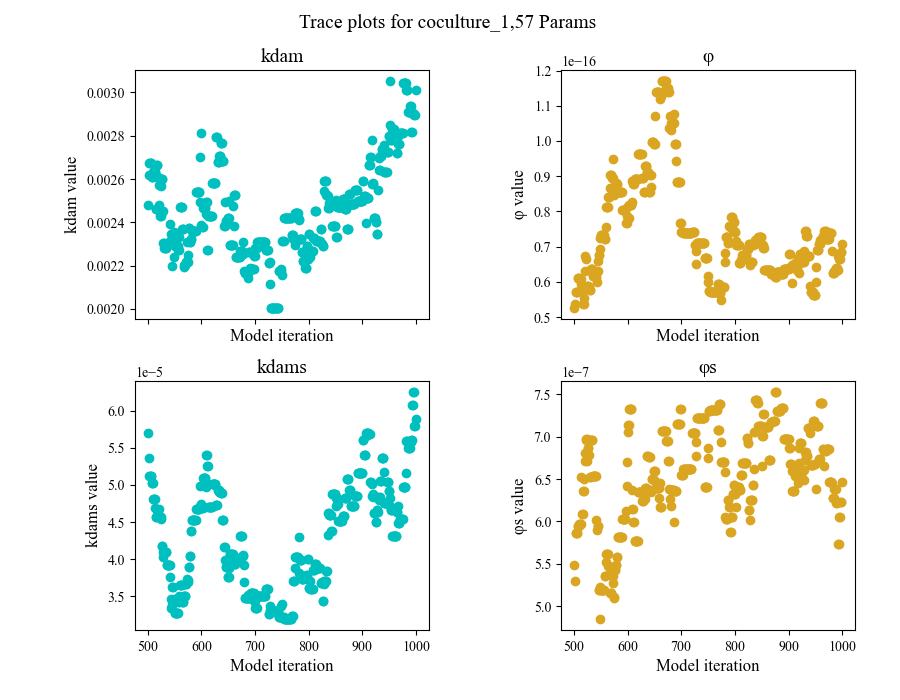 Trace plots for coculture_1,57 Params
kdam
φ
1e−16
kdam value
0.0030
0.0028
0.0026
0.0024
0.0022
0.0020
Model iteration
φ value
1.2
1.1
1.0
0.9
0.8
0.7
0.6
0.5
Model iteration
kdams
φs
1e−5
1e−7
kdams value
6.0
5.5
5.0
4.5
4.0
3.5
500 600 700 800 900 1000
Model iteration
φs value
7.5
7.0
6.5
6.0
5.5
5.0
500 600 700 800 900 1000
Model iteration